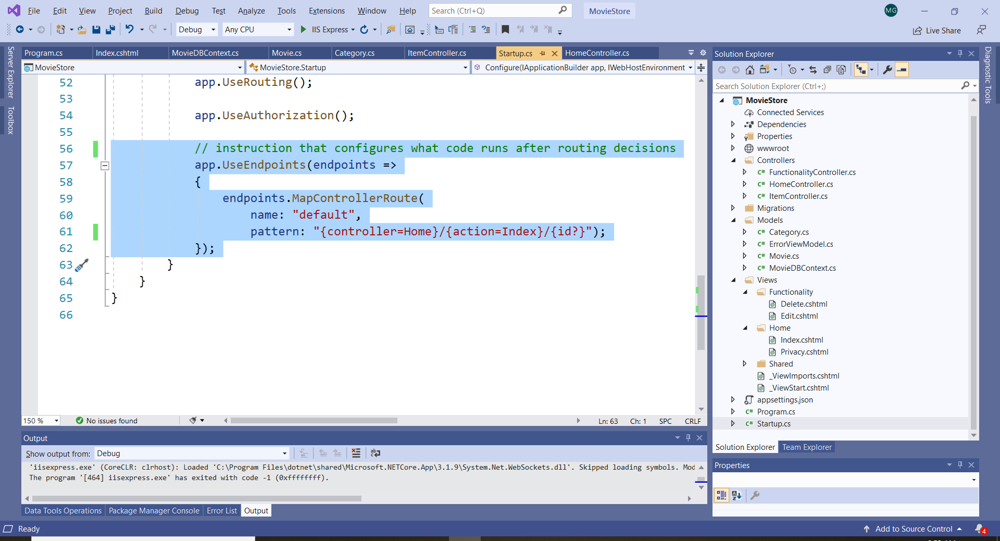 File Edit View Project Build Debug Test Analyze Tools Extensions Window Help Search (Ctrl+Q) MovieStore MG
Debug Any CPU IIS Express Live Share
Server Explorer
Toolbox
Program.cs Index.cshtml MovieDBContext.cs Movie.cs Category.cs ItemController.cs Startup.cs HomeController.cs
MovieStore MovieStore.Startup Configure(IApplicationBuilder app, IWebHostEnvironment
52 app.UseRouting();
53
54 app.UseAuthorization();
55
56 // instruction that configures what code runs after routing decisions
57 app.UseEndpoints(endpoints =>
58 {
59 endpoints.MapControllerRoute(
60 name: "default",
61 pattern: "{controller=Home}/{action=Index}/{id?}");
62 });
63 }
64 }
65 }
66
150 % No issues found Ln: 63 Ch: 1 SPC CRLF
Output
Show output from: Debug
'iisexpress.exe' (CoreCLR: clrhost): Loaded 'C:\Program Files\dotnet\shared\Microsoft.NETCore.App\3.1.9\System.Net.WebSockets.dll'. Skipped loading symbols. Mod
The program '[464] iisexpress.exe' has exited with code -1 (0xffffffff).
Data Tools Operations Package Manager Console Error List Output
Solution Explorer
Search Solution Explorer (Ctrl+;)
MovieStore
Connected Services
Dependencies
Properties
wwwroot
Controllers
C# FunctionalityController.cs
C# HomeController.cs
C# ItemController.cs
Migrations
Models
C# Category.cs
C# ErrorViewModel.cs
C# Movie.cs
C# MovieDBContext.cs
Views
Functionality
Delete.cshtml
Edit.cshtml
Home
Index.cshtml
Privacy.cshtml
Shared
_ViewImports.cshtml
_ViewStart.cshtml
appsettings.json
C# Program.cs
C# Startup.cs
Solution Explorer Team Explorer
Properties
Diagnostic Tools
Ready Add to Source Control 4